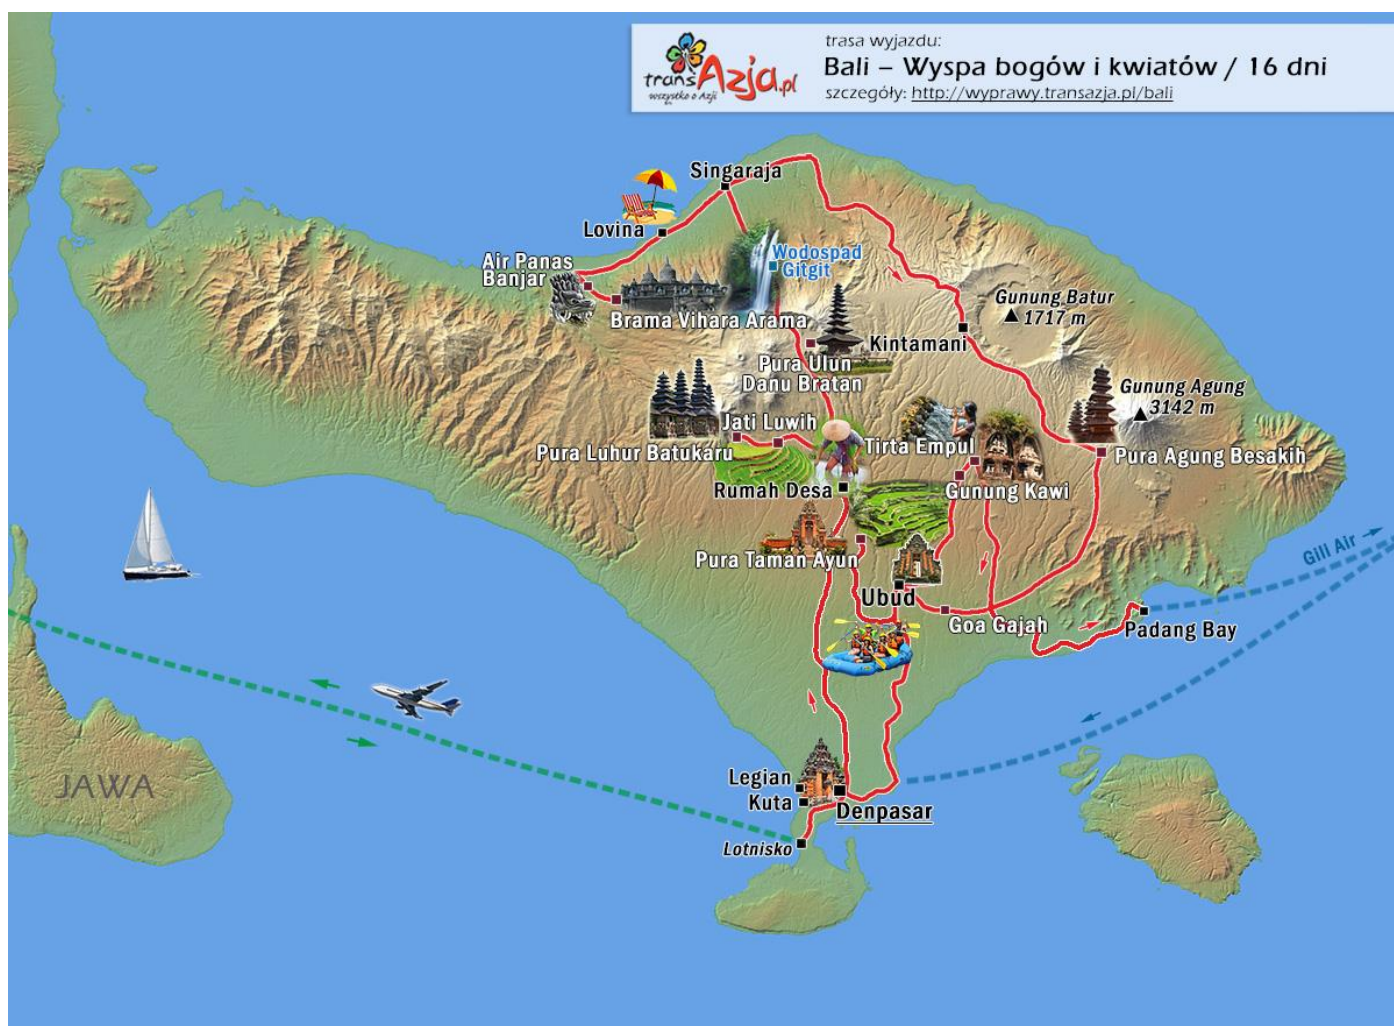 trasa wyjazdu:
transAzja.pl
wszystko o Azji
Bali – Wyspa bogów i kwiatów / 16 dni
szczegóły: http://wyprawy.transazja.pl/bali
Singaraja
Lovina
Air Panas
Banjar
Wodospad
Gitgit
Brama Vihara Arama
Gunung Batur
1717 m
Kintamani
Pura Ulun
Danu Bratan
Gunung Agung
3142 m
Jati Luwih
Pura Luhur Batukaru
Tirta Empul
Pura Agung Besakih
Rumah Desa
Gunung Kawi
Pura Taman Ayun
Gili Air
Ubud
Goa Gajah
Padang Bay
JAWA
Legian
Kuta
Denpasar
Lotnisko